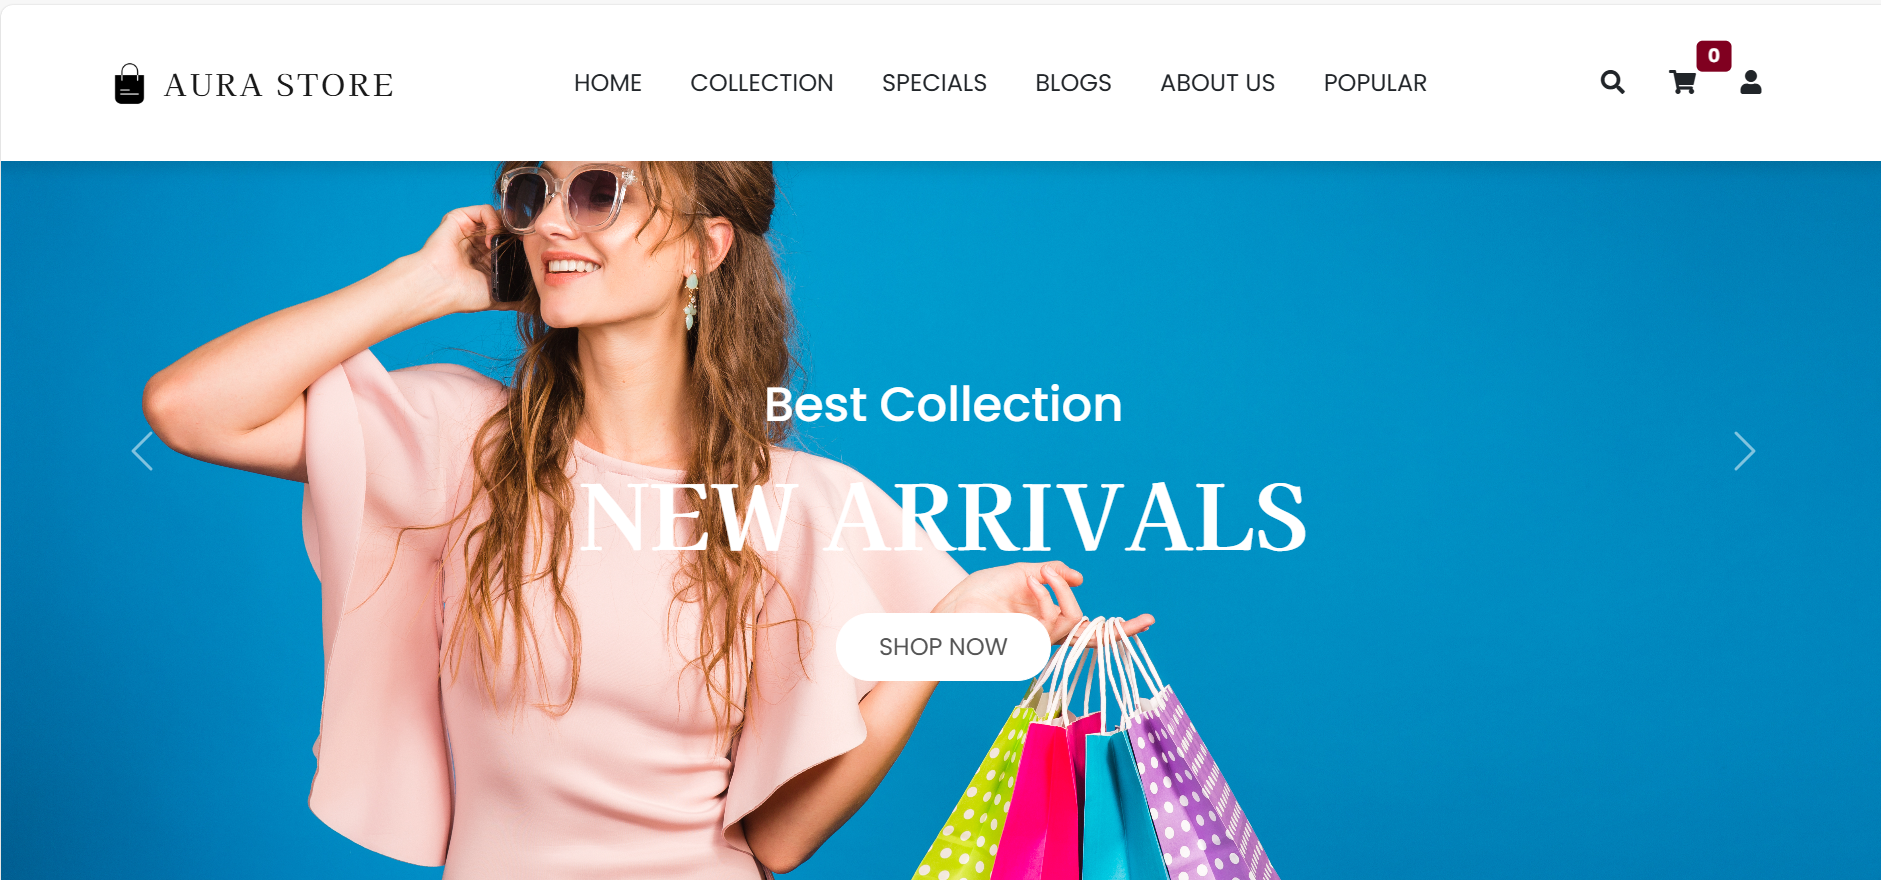 AURA STORE
HOME COLLECTION SPECIALS BLOGS ABOUT US POPULAR
0
Best Collection
NEW ARRIVALS
SHOP NOW